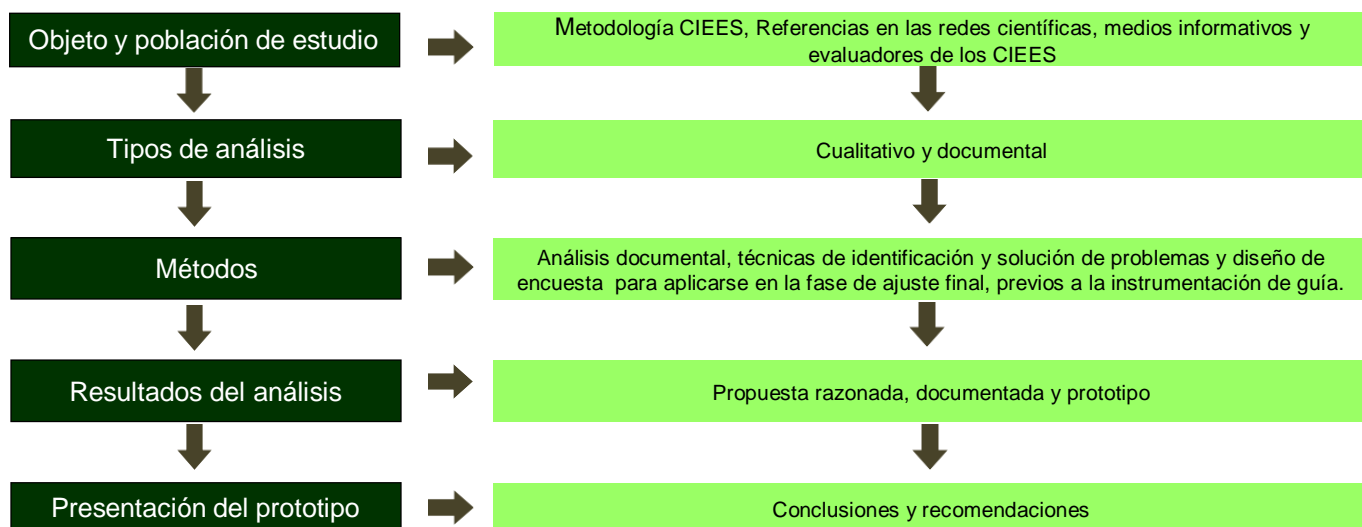 Objeto y población de estudio
Metodología CIEES, Referencias en las redes científicas, medios informativos y
evaluadores de los CIEES
Tipos de análisis
Cualitativo y documental
Métodos
Análisis documental, técnicas de identificación y solución de problemas y diseño de
encuesta para aplicarse en la fase de ajuste final, previos a la instrumentación de guía.
Resultados del análisis
Propuesta razonada, documentada y prototipo
Presentación del prototipo
Conclusiones y recomendaciones